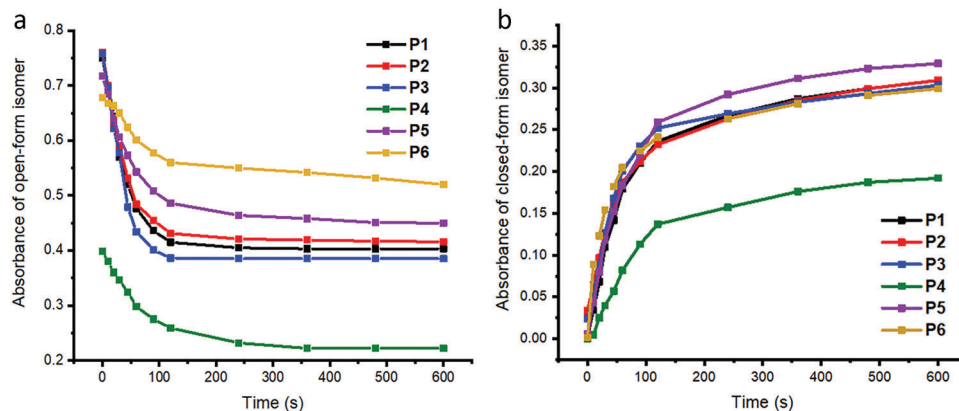 a
Absorbance of open-form isomer
0.8
0.7
0.6
0.5
0.4
0.3
0.2
P1
P2
P3
P4
P5
P6
0 100 200 300 400 500 600
Time (s)
b
Absorbance of closed-form isomer
0.35
0.30
0.25
0.20
0.15
0.10
0.05
0.00
P1
P2
P3
P4
P5
P6
0 100 200 300 400 500 600
Time (s)